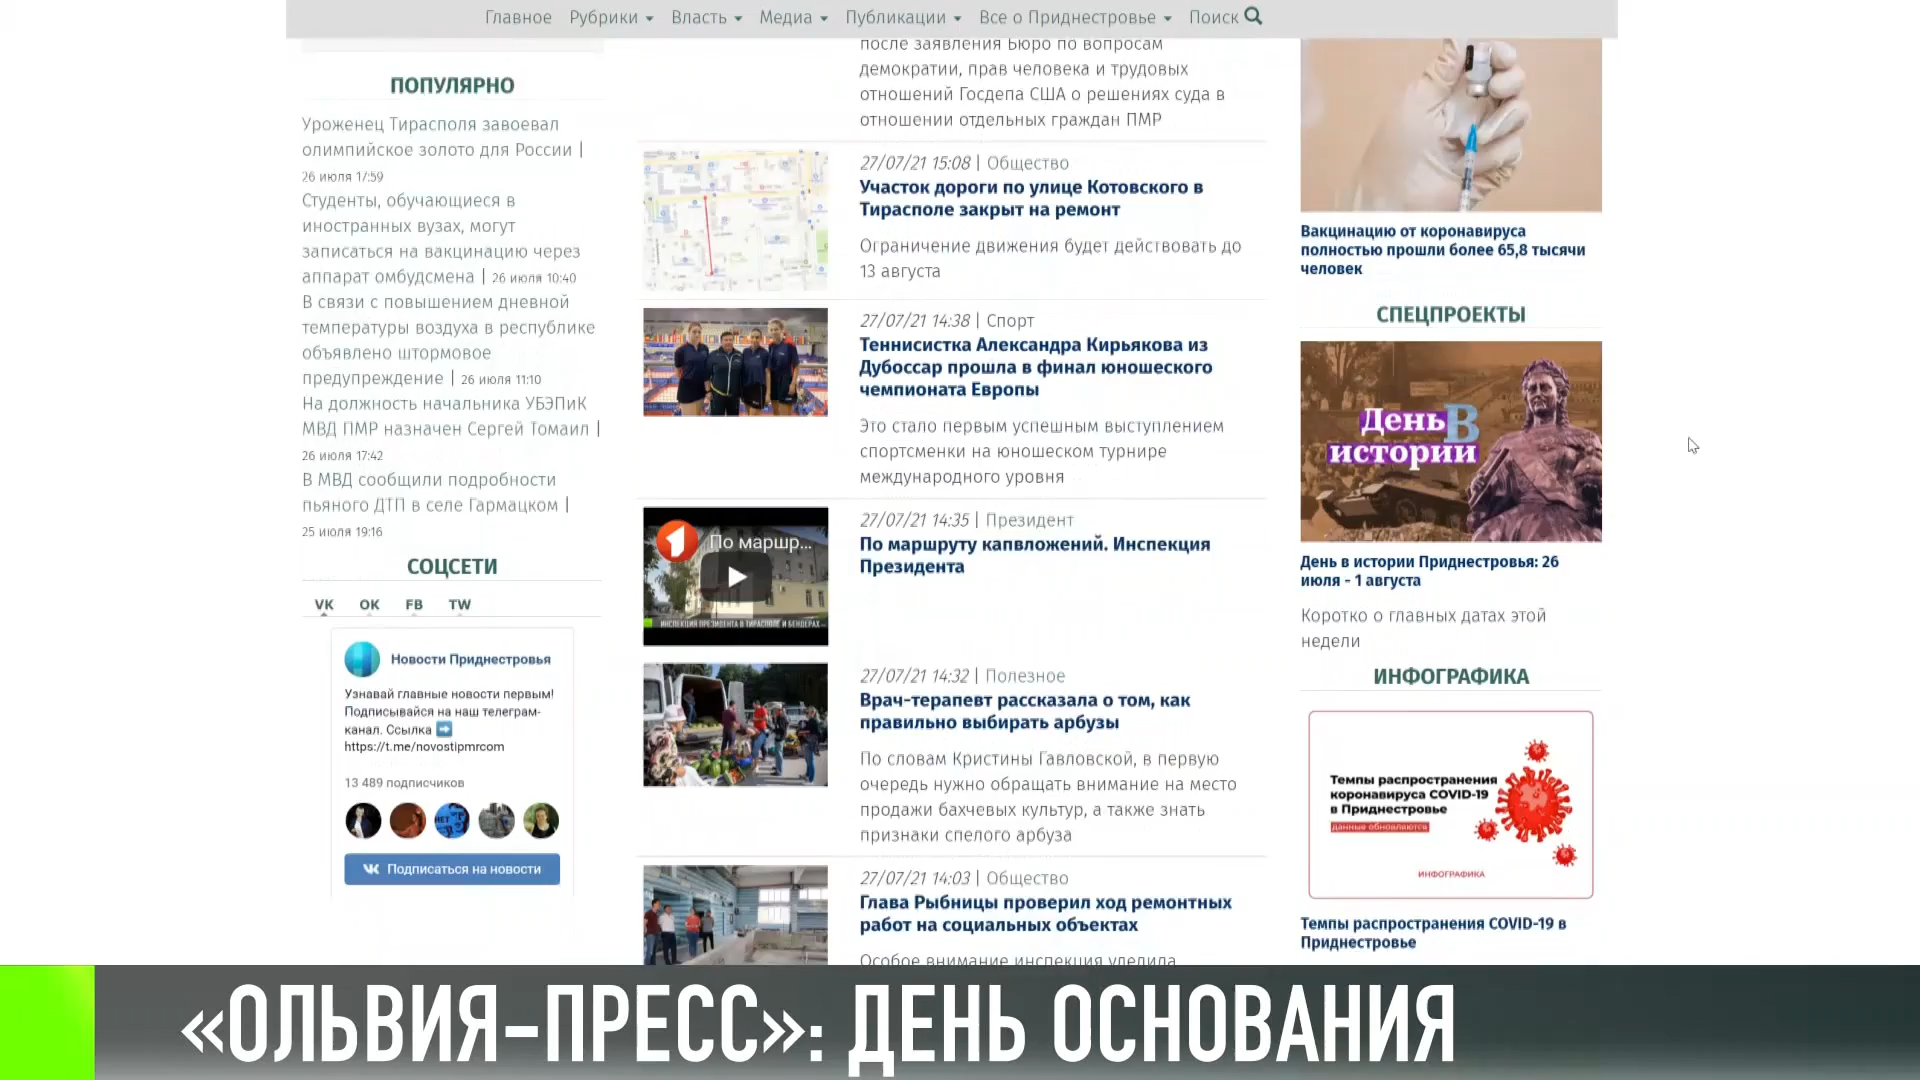 Главное Рубрики Власть Медиа Публикации Все о Приднестровье Поиск
ПОПУЛЯРНО
Уроженец Тирасполя завоевал
олимпийское золото для России |
26 июля 17:59
Студенты, обучающиеся в
иностранных вузах, могут
записаться на вакцинацию через
аппарат омбудсмена | 26 июля 10:40
В связи с повышением дневной
температуры воздуха в республике
объявлено штормовое
предупреждение | 26 июля 11:10
На должность начальника УБЭПиК
МВД ПМР назначен Сергей Томаил |
26 июля 17:42
В МВД сообщили подробности
пьяного ДТП в селе Гармацком |
25 июля 19:16
СОЦСЕТИ
VK OK FB TW
Новости Приднестровья
Узнавай главные новости первым!
Подписывайся на наш телеграм-
канал. Ссылка ➡
https://t.me/novostipmrcom
13 489 подписчиков
Подписаться на новости
после заявления Бюро по вопросам
демократии, прав человека и трудовых
отношений Госдепа США о решениях суда в
отношении отдельных граждан ПМР
27/07/21 15:08 | Общество
Участок дороги по улице Котовского в
Тирасполе закрыт на ремонт
Ограничение движения будет действовать до
13 августа
27/07/21 14:38 | Спорт
Теннисистка Александра Кирьякова из
Дубоссар прошла в финал юношеского
чемпионата Европы
Это стало первым успешным выступлением
спортсменки на юношеском турнире
международного уровня
По маршр...
ИНСПЕКЦИЯ ПРЕЗИДЕНТА В ТИРАСПОЛЕ И БЕНДЕРАХ
27/07/21 14:35 | Президент
По маршруту капвложений. Инспекция
Президента
27/07/21 14:32 | Полезное
Врач-терапевт рассказала о том, как
правильно выбирать арбузы
По словам Кристины Гавловской, в первую
очередь нужно обращать внимание на место
продажи бахчевых культур, а также знать
признаки спелого арбуза
27/07/21 14:03 | Общество
Глава Рыбницы проверил ход ремонтных
работ на социальных объектах
Особое внимание инспекция уделила
Вакцинацию от коронавируса
полностью прошли более 65,8 тысячи
человек
СПЕЦПРОЕКТЫ
День В
истории
День в истории Приднестровья: 26
июля - 1 августа
Коротко о главных датах этой
недели
ИНФОГРАФИКА
Темпы распространения
коронавируса COVID-19
в Приднестровье
данные обновляются
ИНФОГРАФИКА
Темпы распространения COVID-19 в
Приднестровье
«ОЛЬВИЯ-ПРЕСС»: ДЕНЬ ОСНОВАНИЯ